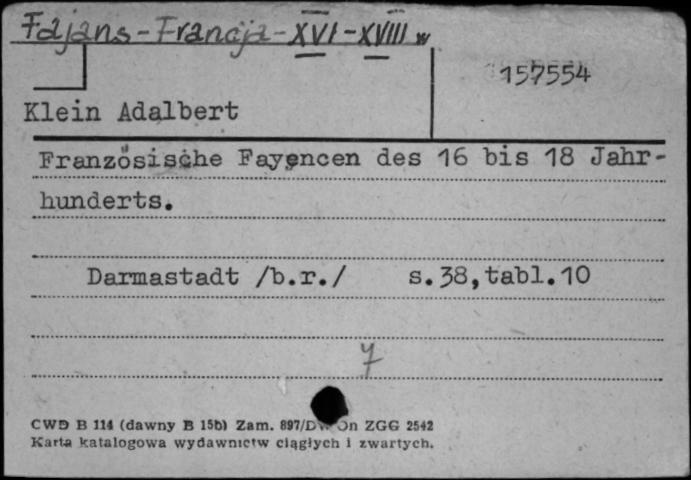 Fajans - Francja - XVI - XVIII w
157554
Klein Adalbert
Französische Fayencen des 16 bis 18 Jahr-
hunderts.
Darmastadt /b.r./ s.38,tabl.10
7
CWD B 114 (dawny B 15b) Zam. 897/DW On ZGG 2542
Karta katalogowa wydawnictw ciągłych i zwartych.